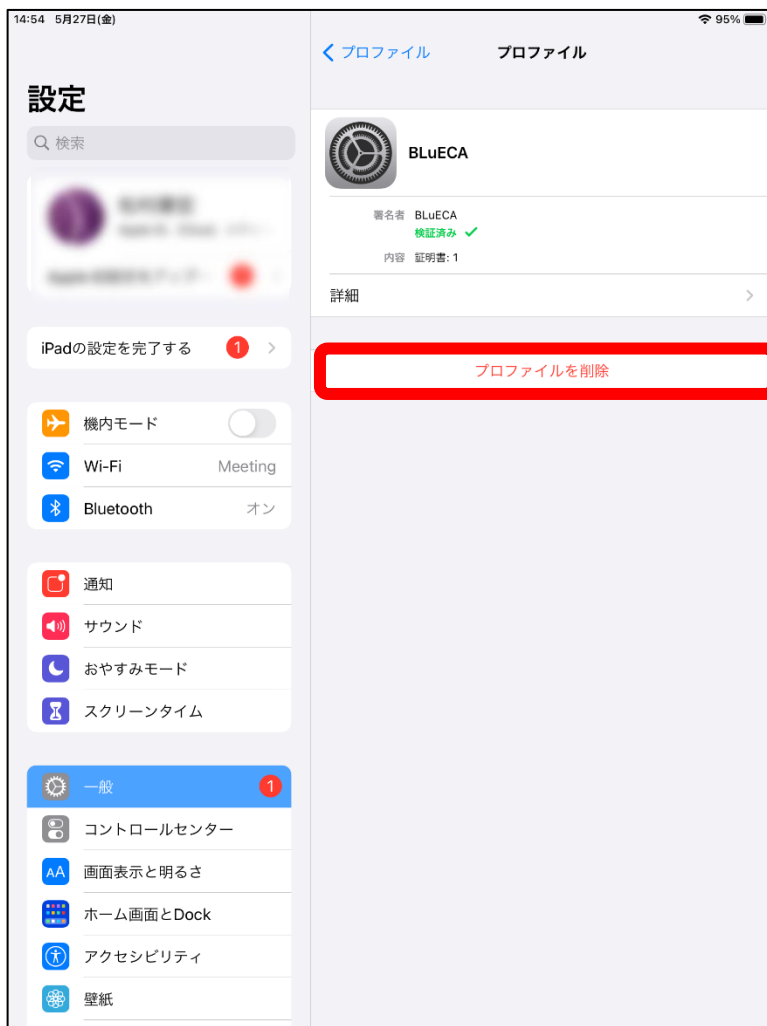 14:54 5月27日(金)
95%
設定
検索
iPadの設定を完了する
1
機内モード
Wi-Fi
Meeting
Bluetooth
オン
通知
サウンド
おやすみモード
スクリーンタイム
一般
1
コントロールセンター
AA 画面表示と明るさ
ホーム画面とDock
アクセシビリティ
壁紙
プロファイル
プロファイル
BLuECA
署名者 BLuECA
検証済み
内容 証明書: 1
詳細
プロファイルを削除